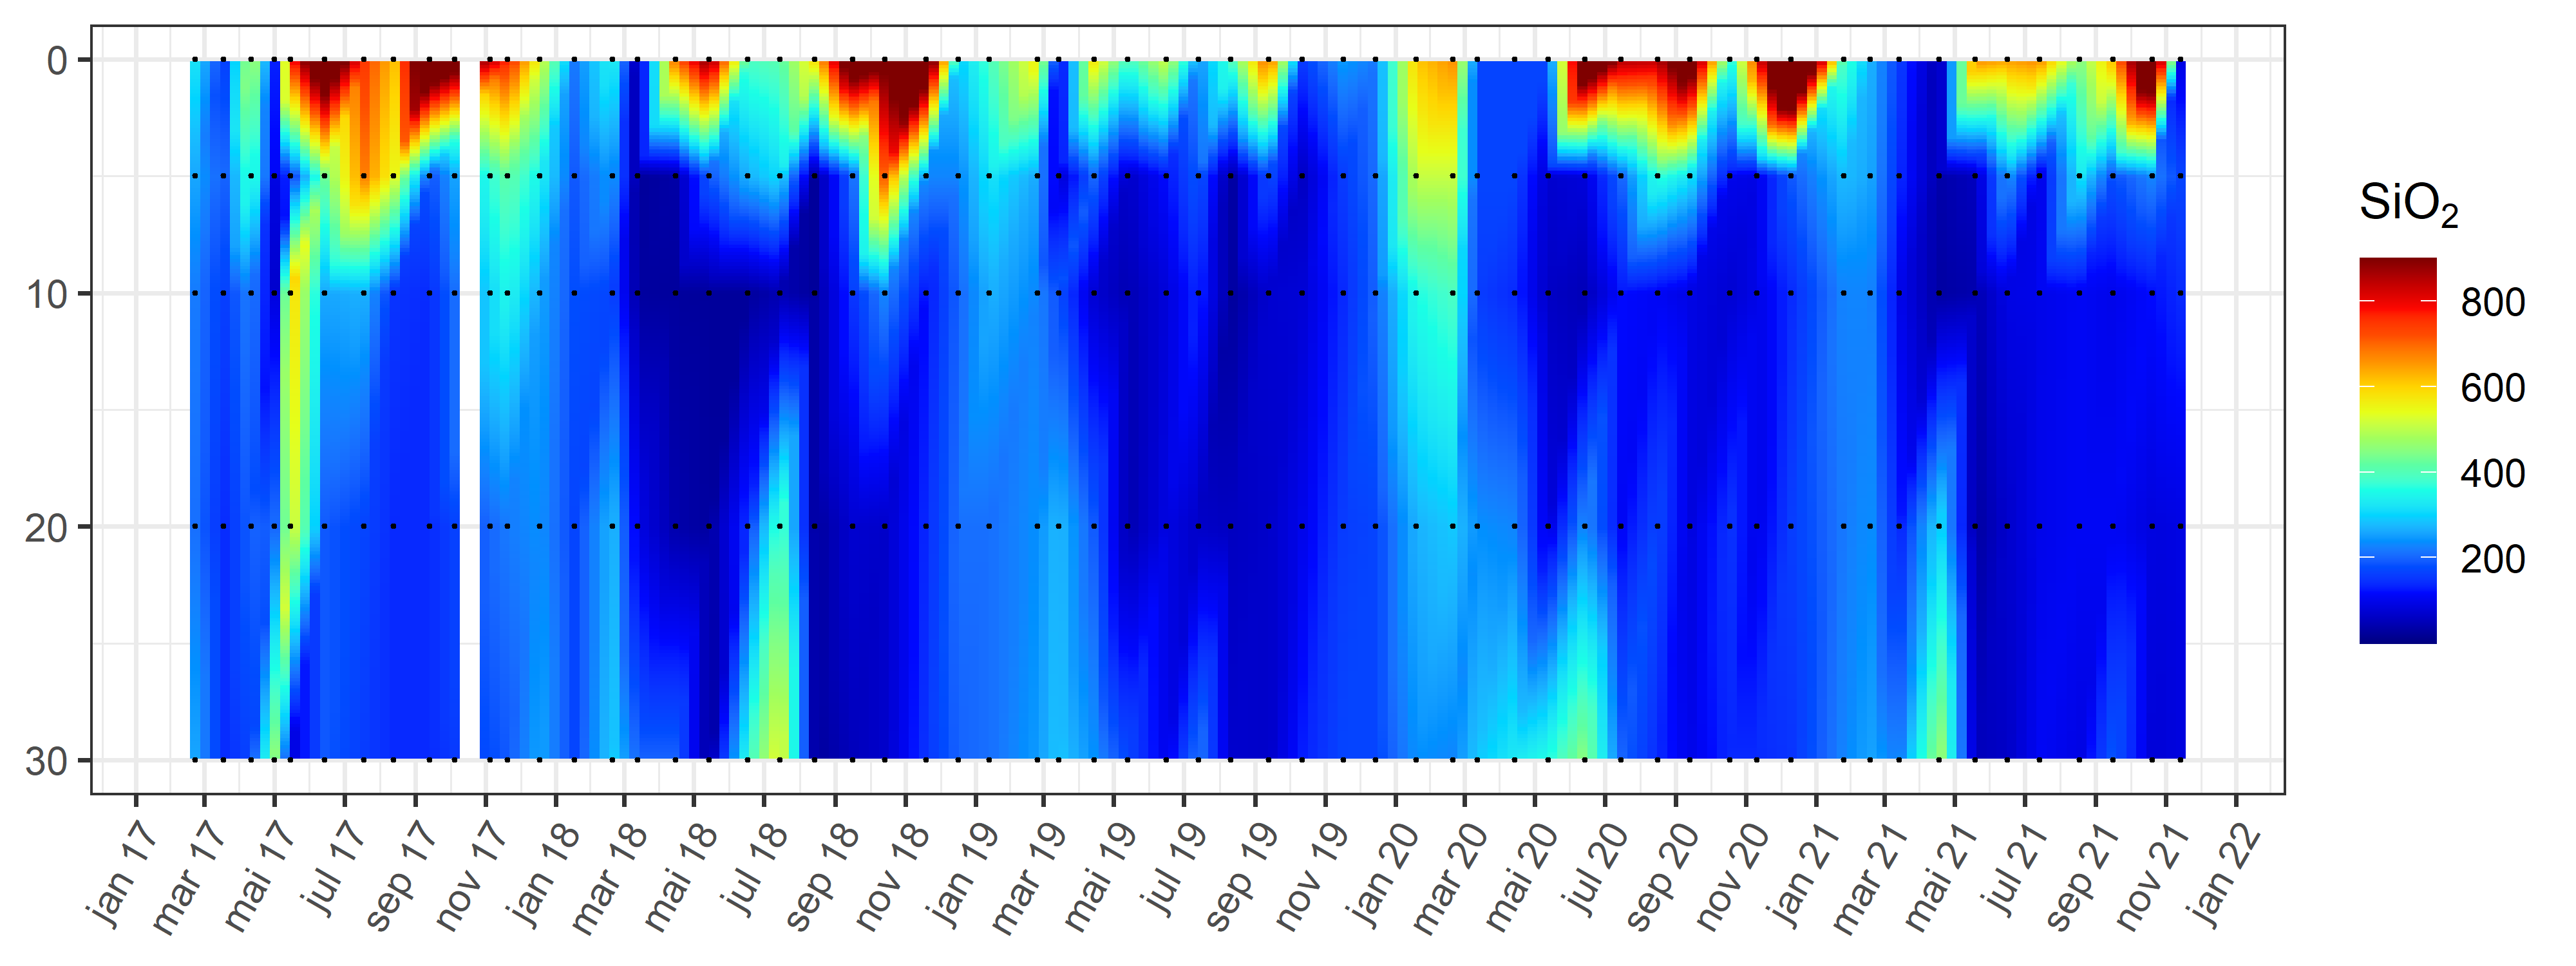 0
10
20
30
jan 17
mar 17
mai 17
jul 17
sep 17
nov 17
jan 18
mar 18
mai 18
jul 18
sep 18
nov 18
jan 19
mar 19
mai 19
jul 19
sep 19
nov 19
jan 20
mar 20
mai 20
jul 20
sep 20
nov 20
jan 21
mar 21
mai 21
jul 21
sep 21
nov 21
jan 22
SiO₂
800
600
400
200